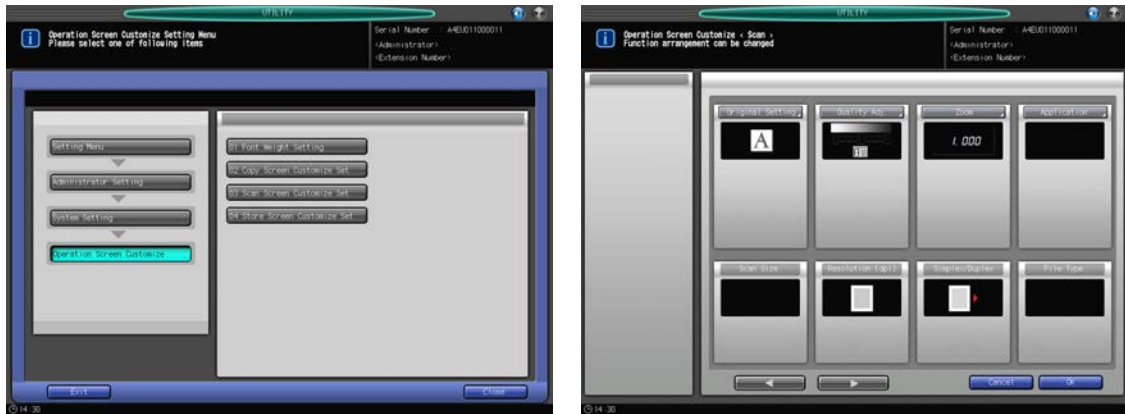 UTILITY
Operation Screen Customize Setting Menu
Please select one of following items
Serial Number : A4EU011000011
<Administrator>
<Extension Number>
Setting Menu
Administrator Setting
System Setting
Operation Screen Customize
01 Font Weight Setting
02 Copy Screen Customize Set
03 Scan Screen Customize Set
04 Store Screen Customize Set
Exit
Close
14:30
UTILITY
Operation Screen Customize < Scan >
Function arrangement can be changed
Serial Number : A4EU011000011
<Administrator>
<Extension Number>
Original Setting
Quality Adj
Zoom
Application
A
1.000
Scan Size
Resolution (dpi)
Simplex/Duplex
File Type
Cancel
OK
14:30